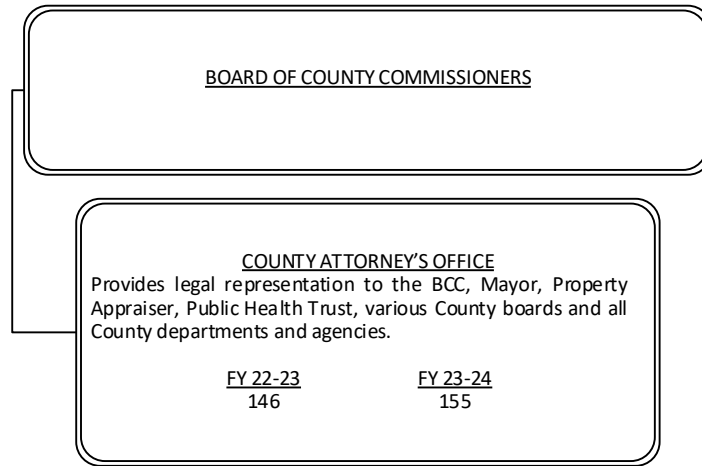 BOARD OF COUNTY COMMISSIONERS
COUNTY ATTORNEY'S OFFICE
Provides legal representation to the BCC, Mayor, Property
Appraiser, Public Health Trust, various County boards and all
County departments and agencies.
FY 22-23 FY 23-24
146 155